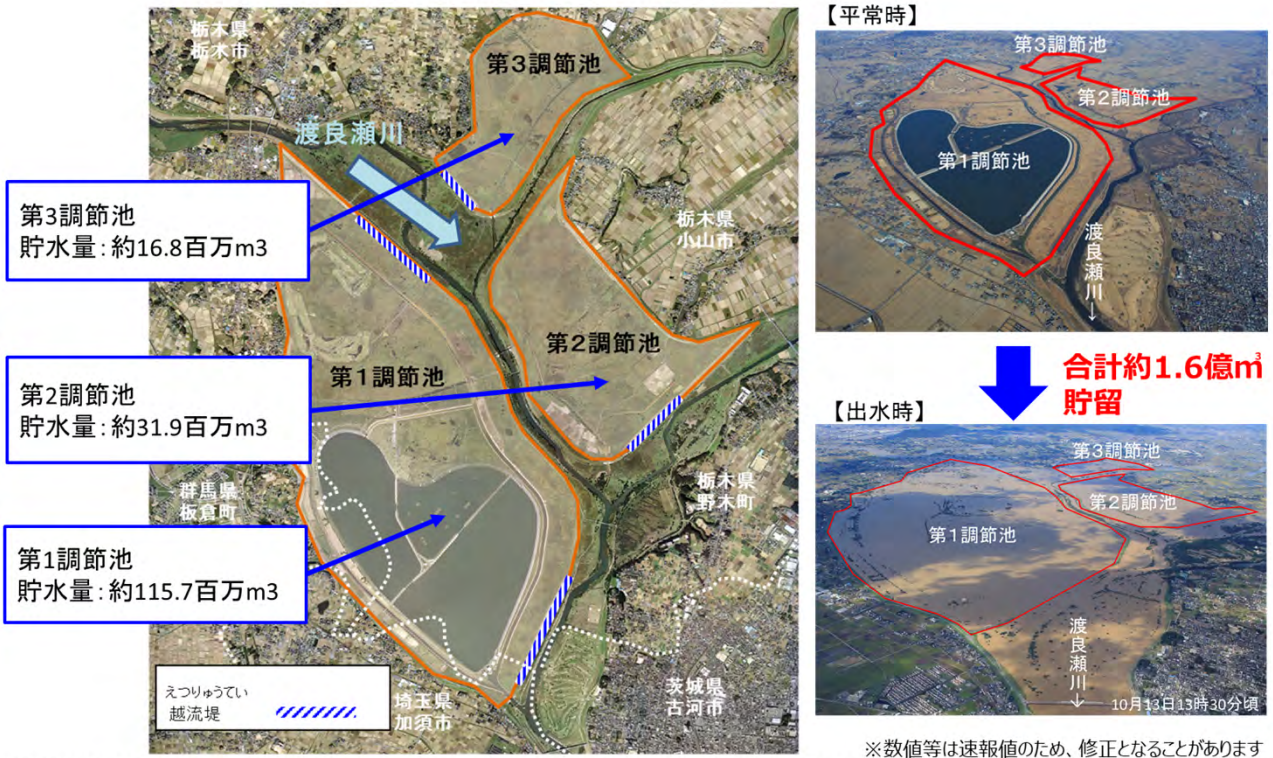 栃木県
栃木市
第3調節池
渡良瀬川
第3調節池
貯水量:約16.8百万m3
栃木県
小山市
第2調節池
第1調節池
第2調節池
貯水量:約31.9百万m3
群馬県
板倉町
栃木県
野木町
第1調節池
貯水量:約115.7百万m3
えつりゅうてい
越流堤
埼玉県
加須市
茨城県
古河市
【平常時】
第3調節池
第2調節池
第1調節池
渡良瀬川→
合計約1.6億㎥
貯留
【出水時】
第3調節池
第2調節池
第1調節池
渡良瀬川→
10月13日13時30分頃
※数値等は速報値のため、修正となることがあります